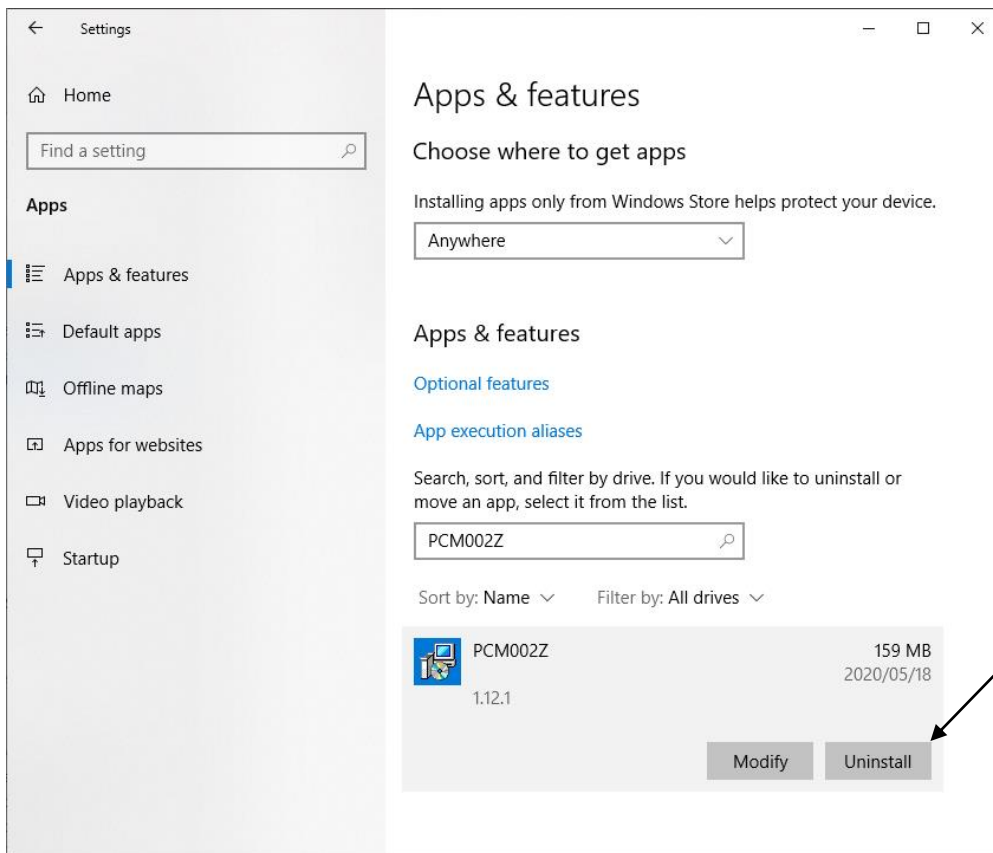 Settings
Home
Find a setting
Apps
Apps & features
Default apps
Offline maps
Apps for websites
Video playback
Startup
Apps & features
Choose where to get apps
Installing apps only from Windows Store helps protect your device.
Anywhere
Apps & features
Optional features
App execution aliases
Search, sort, and filter by drive. If you would like to uninstall or
move an app, select it from the list.
PCM002Z
Sort by: Name Filter by: All drives
PCM002Z 159 MB
2020/05/18
1.12.1
Modify Uninstall